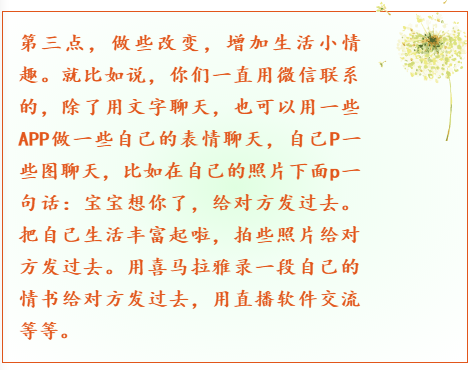 第三点，做些改变，增加生活小情
趣。就比如说，你们一直用微信联系
的，除了用文字聊天，也可以用一些
APP做一些自己的表情聊天，自己P一
些图聊天，比如在自己的照片下面p一
句话：宝宝想你了，给对方发过去。
把自己生活丰富起啦，拍些照片给对
方发过去。用喜马拉雅录一段自己的
情书给对方发过去，用直播软件交流
等等。